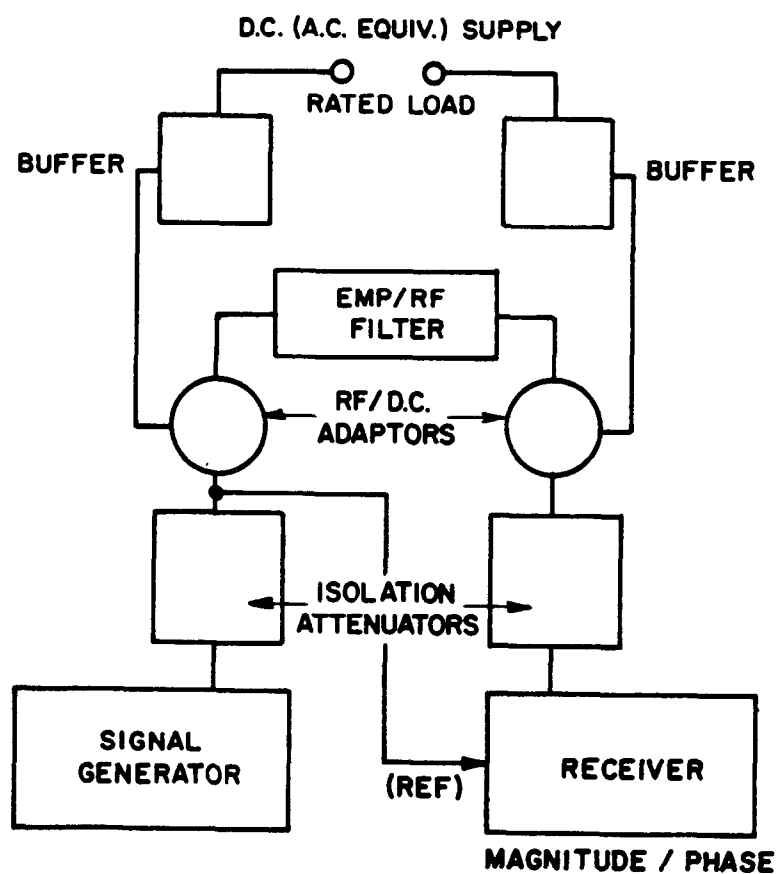 D.C. (A.C. EQUIV.) SUPPLY
RATED LOAD
BUFFER
BUFFER
EMP/RF
FILTER
RF/D.C.
ADAPTORS
ISOLATION
ATTENUATORS
SIGNAL
GENERATOR
(REF)
RECEIVER
MAGNITUDE / PHASE